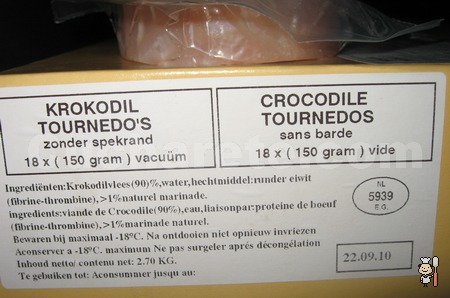 KROKODIL
TOURNEDO'S
zonder spekrand
18 x ( 150 gram ) vacuüm
CROCODILE
TOURNEDOS
sans barde
18 x ( 150 gram ) vide
Ingrediënten:Krokodilvlees(90)%,water,hechtmiddel:runder eiwit
(fibrine-thrombine),>1%naturel marinade.
ingredients:viande de Crocodile(90%),eau,liaisonpar:proteine de boeuf
(fibrine-thrombine),>1%marinade naturel.
Bewaren bij maximaal -18°C. Na ontdooien niet opnieuw invriezen
Aconserver a -18°C. maximum Ne pas surgeler après décongélation
Inhoud netto/ contenu net: 2.70 KG.
Te gebuiken tot: Aconsummer jusqu au:
NL
5939
E.G.
22.09.10